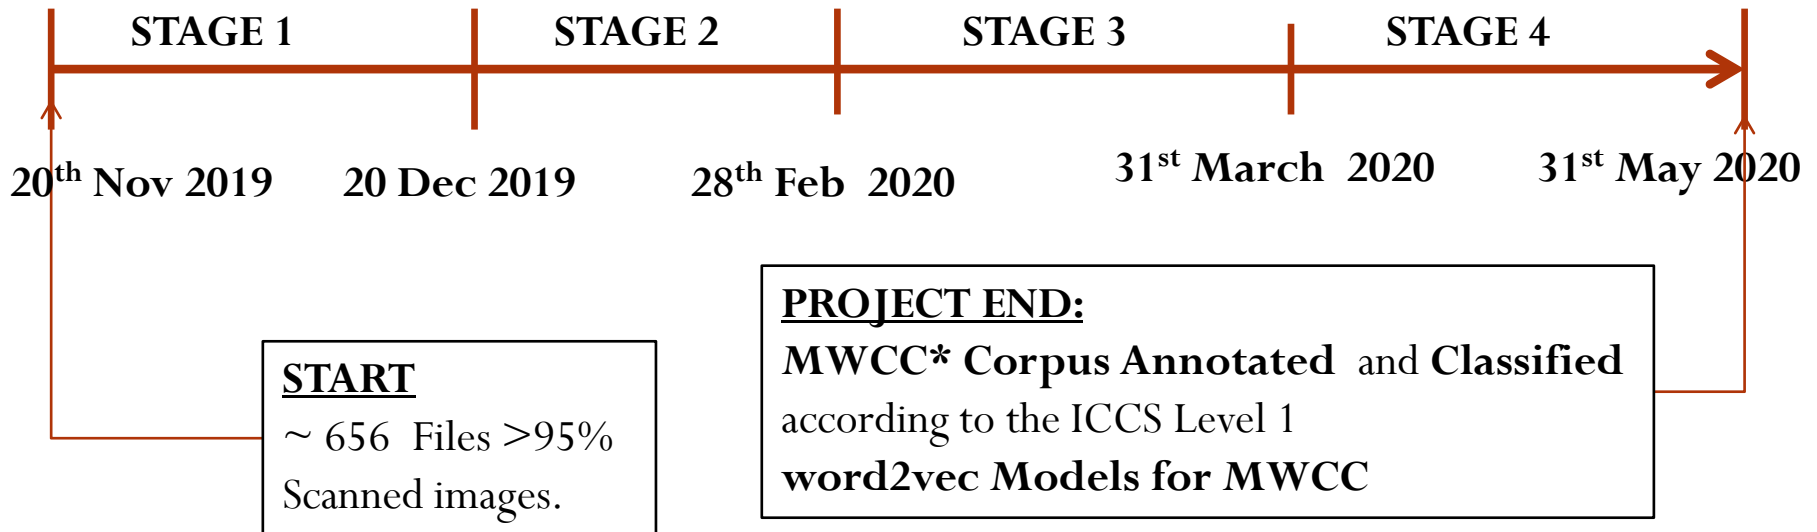 STAGE 1 STAGE 2 STAGE 3 STAGE 4
20th Nov 2019 20 Dec 2019 28th Feb 2020 31st March 2020 31st May 2020
START
~ 656 Files >95%
Scanned images.
PROJECT END:
MWCC* Corpus Annotated and Classified
according to the ICCS Level 1
word2vec Models for MWCC